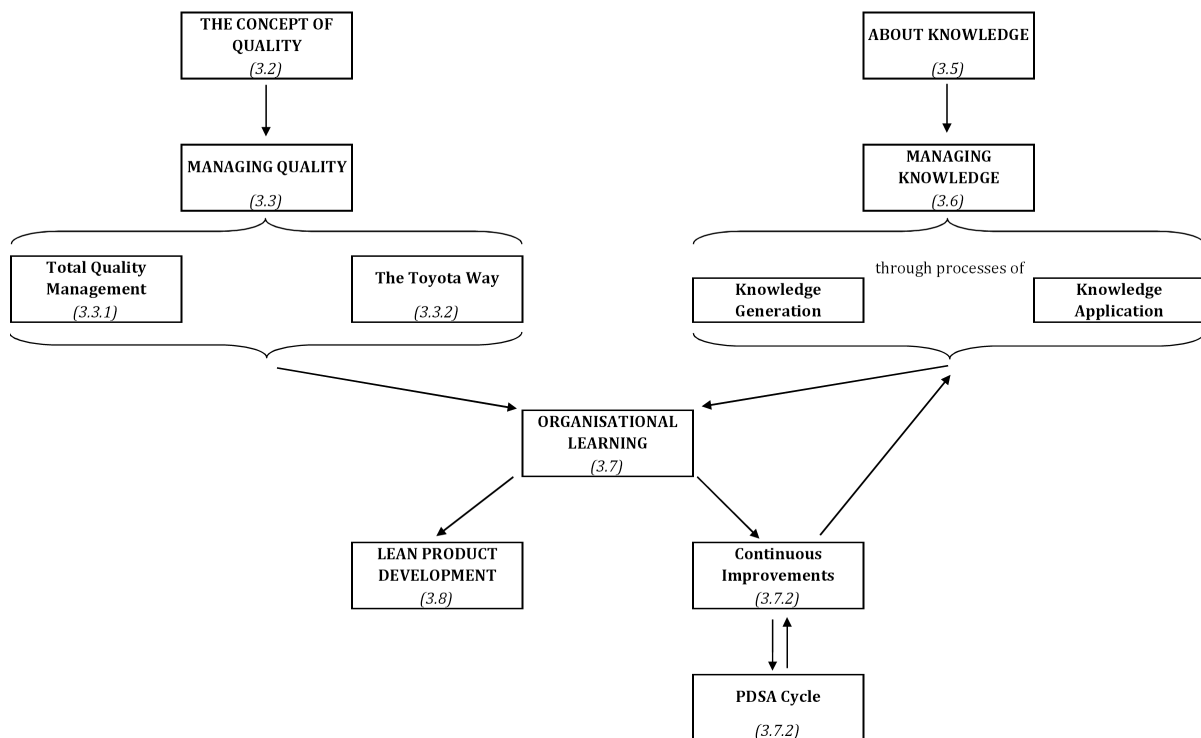 THE CONCEPT OF
QUALITY
(3.2)
ABOUT KNOWLEDGE
(3.5)
MANAGING QUALITY
(3.3)
MANAGING
KNOWLEDGE
(3.6)
Total Quality
Management
(3.3.1)
The Toyota Way
(3.3.2)
through processes of
Knowledge
Generation
Knowledge
Application
ORGANISATIONAL
LEARNING
(3.7)
LEAN PRODUCT
DEVELOPMENT
(3.8)
Continuous
Improvements
(3.7.2)
PDSA Cycle
(3.7.2)